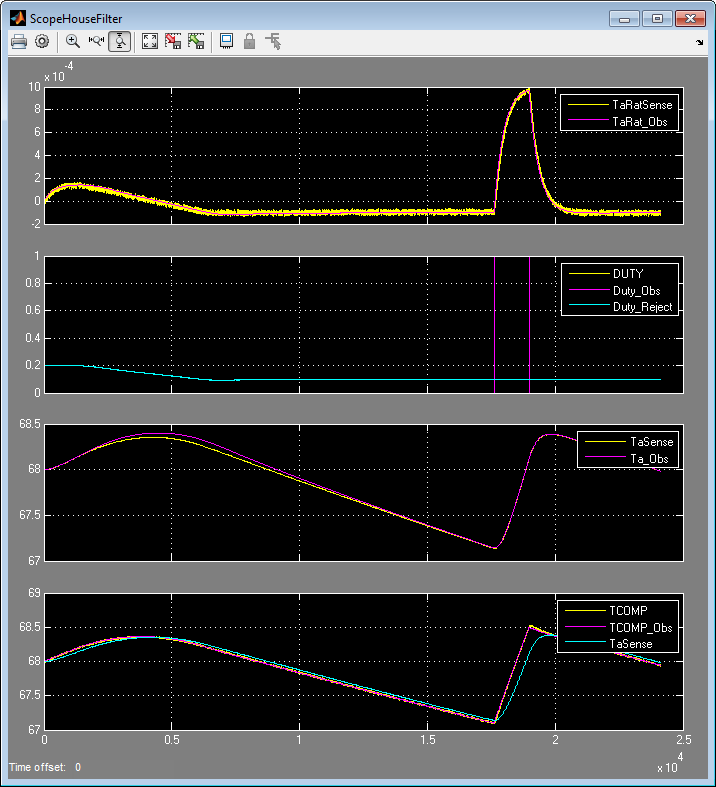 ScopeHouseFilter
x 10
-4
10
8
6
4
2
0
-2
TaRatSense
TaRat_Obs
1
0.8
0.6
0.4
0.2
0
DUTY
Duty_Obs
Duty_Reject
68.5
68
67.5
67
TaSense
Ta_Obs
69
68.5
68
67.5
67
TCOMP
TCOMP_Obs
TaSense
0 0.5 1 1.5 2 2.5
x 10
4
Time offset: 0